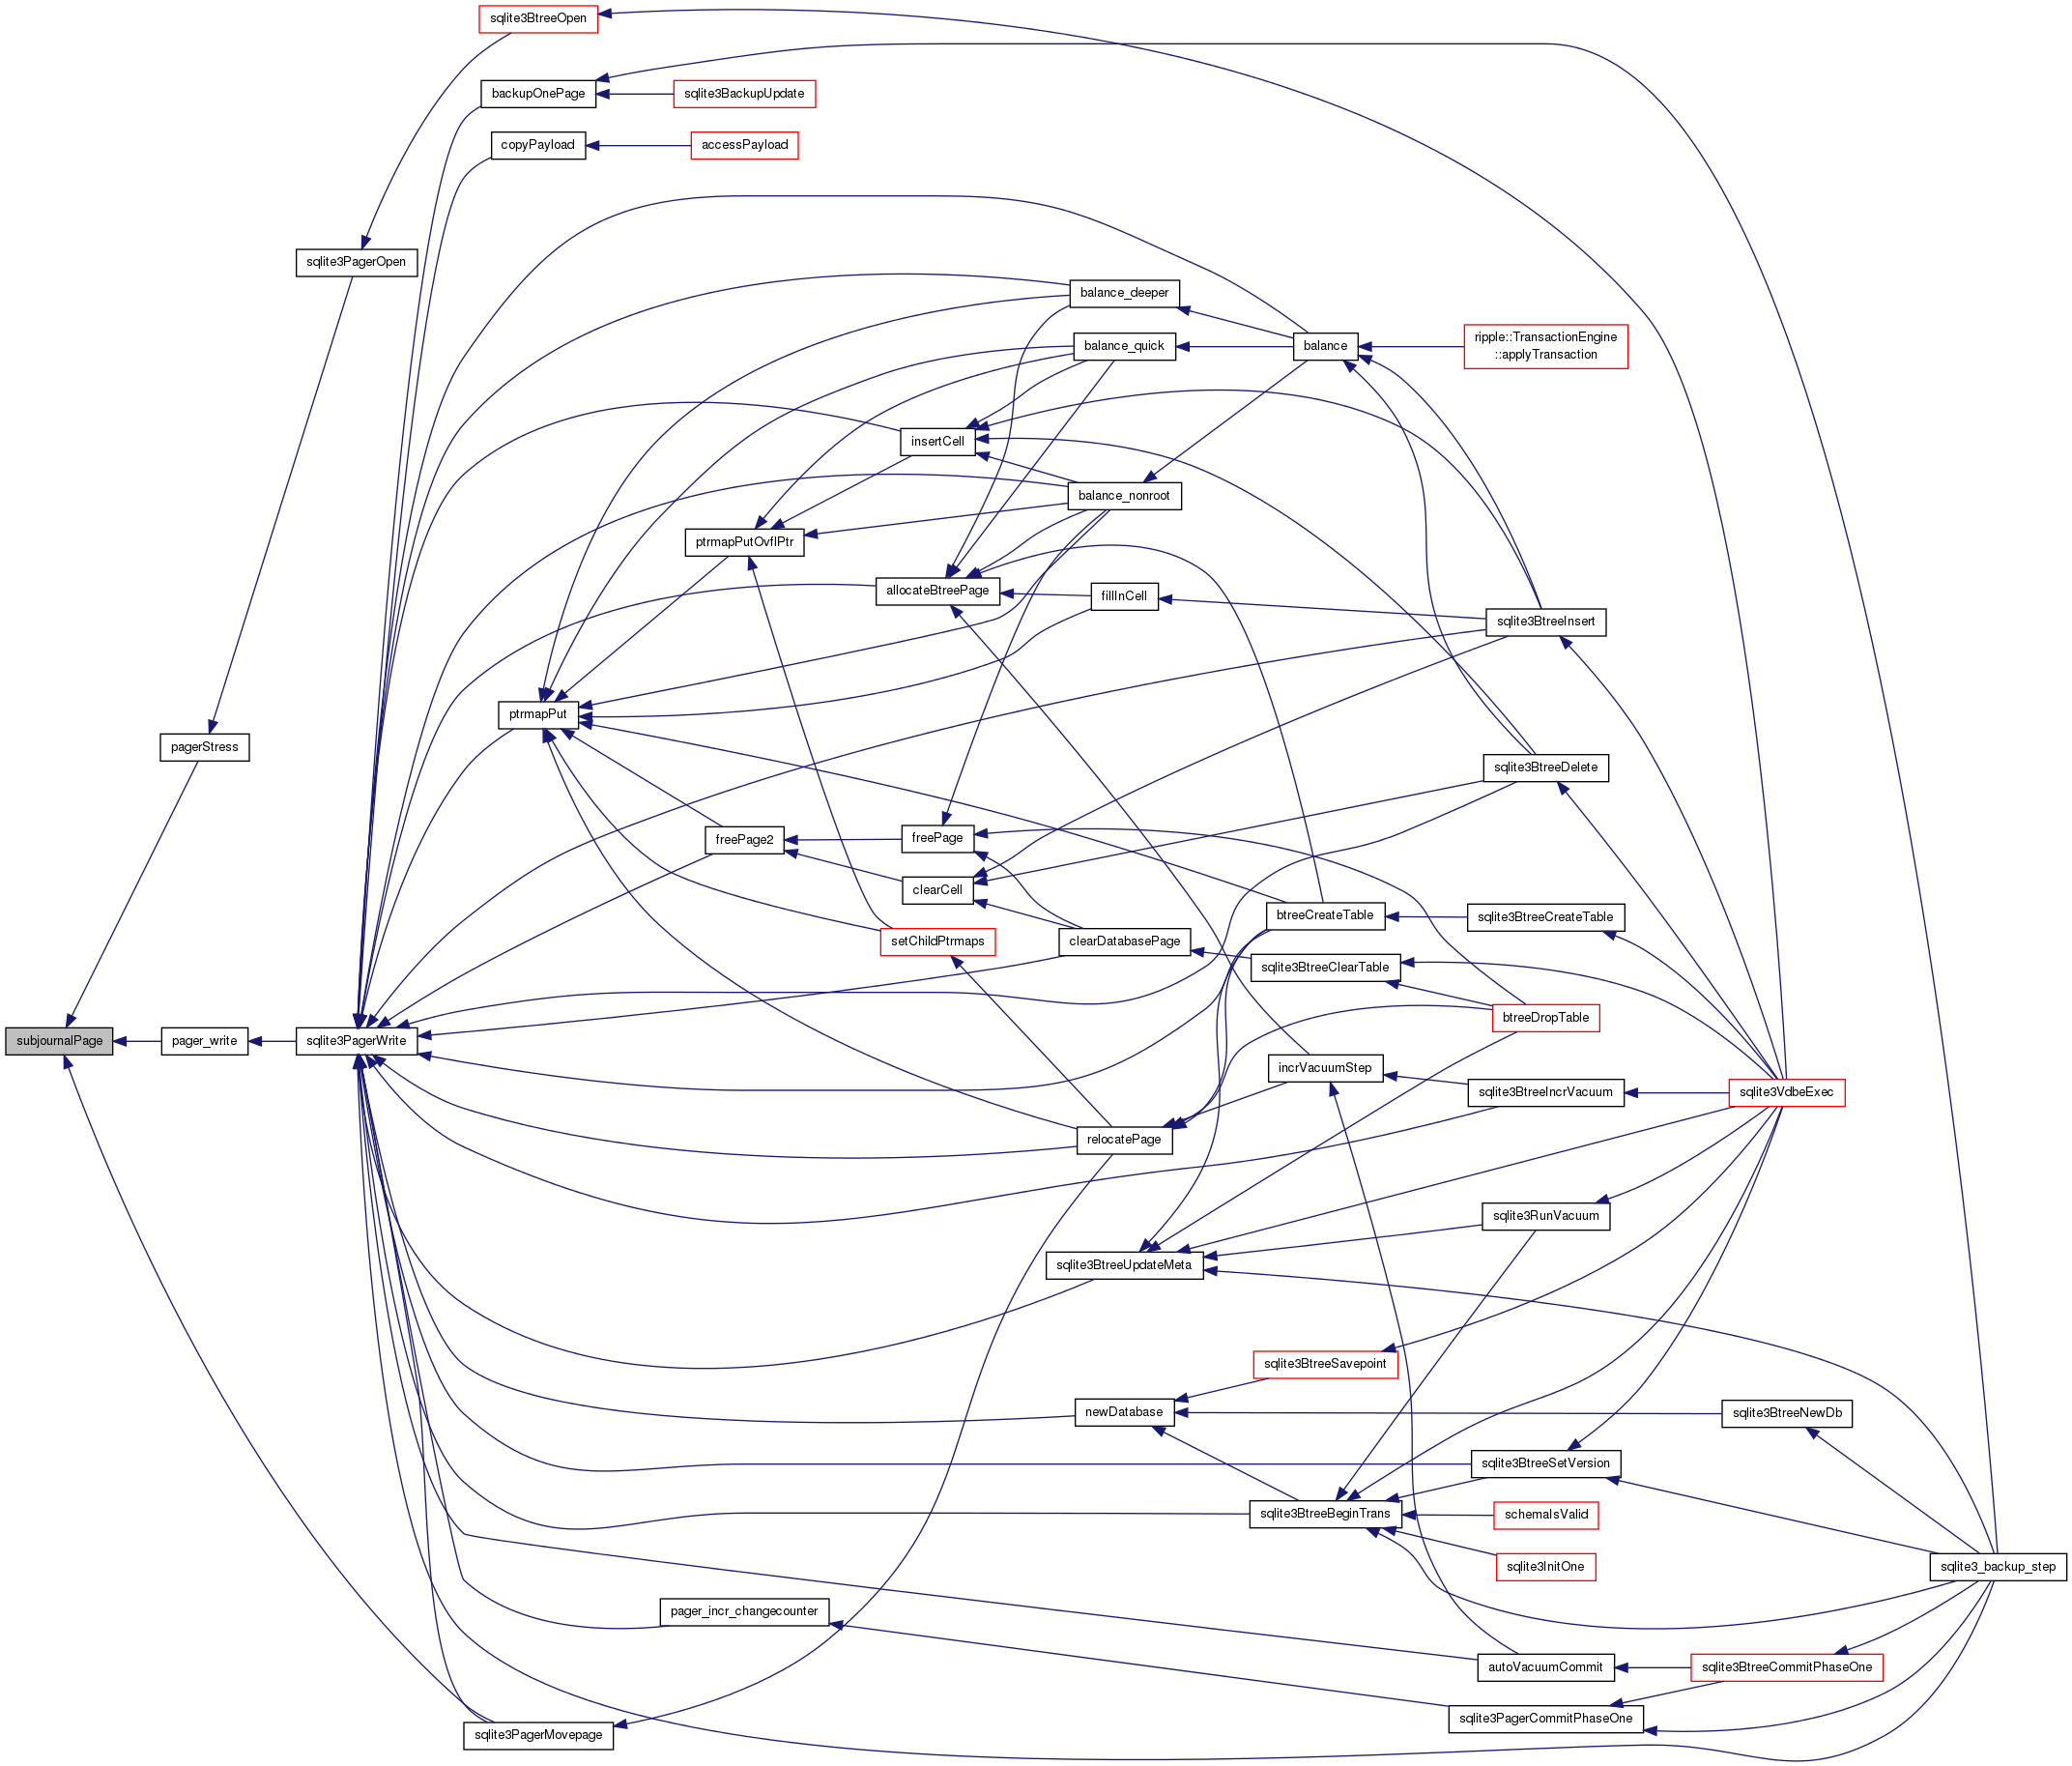 sqlite3BtreeOpen
backupOnePage
sqlite3BackupUpdate
copyPayload
accessPayload
sqlite3PagerOpen
balance_deeper
balance_quick
balance
ripple::TransactionEngine
::applyTransaction
insertCell
balance_nonroot
ptrmapPutOvflPtr
allocateBtreePage
fillInCell
sqlite3BtreeInsert
ptrmapPut
pagerStress
sqlite3BtreeDelete
freePage2
freePage
clearCell
btreeCreateTable
sqlite3BtreeCreateTable
setChildPtrmaps
clearDatabasePage
sqlite3BtreeClearTable
btreeDropTable
subjournalPage
pager_write
sqlite3PagerWrite
incrVacuumStep
sqlite3BtreeIncrVacuum
sqlite3VdbeExec
relocatePage
sqlite3RunVacuum
sqlite3BtreeUpdateMeta
sqlite3BtreeSavepoint
newDatabase
sqlite3BtreeNewDb
sqlite3BtreeSetVersion
sqlite3BtreeBeginTrans
schemaIsValid
sqlite3InitOne
sqlite3_backup_step
pager_incr_changecounter
autoVacuumCommit
sqlite3BtreeCommitPhaseOne
sqlite3PagerCommitPhaseOne
sqlite3PagerMovepage